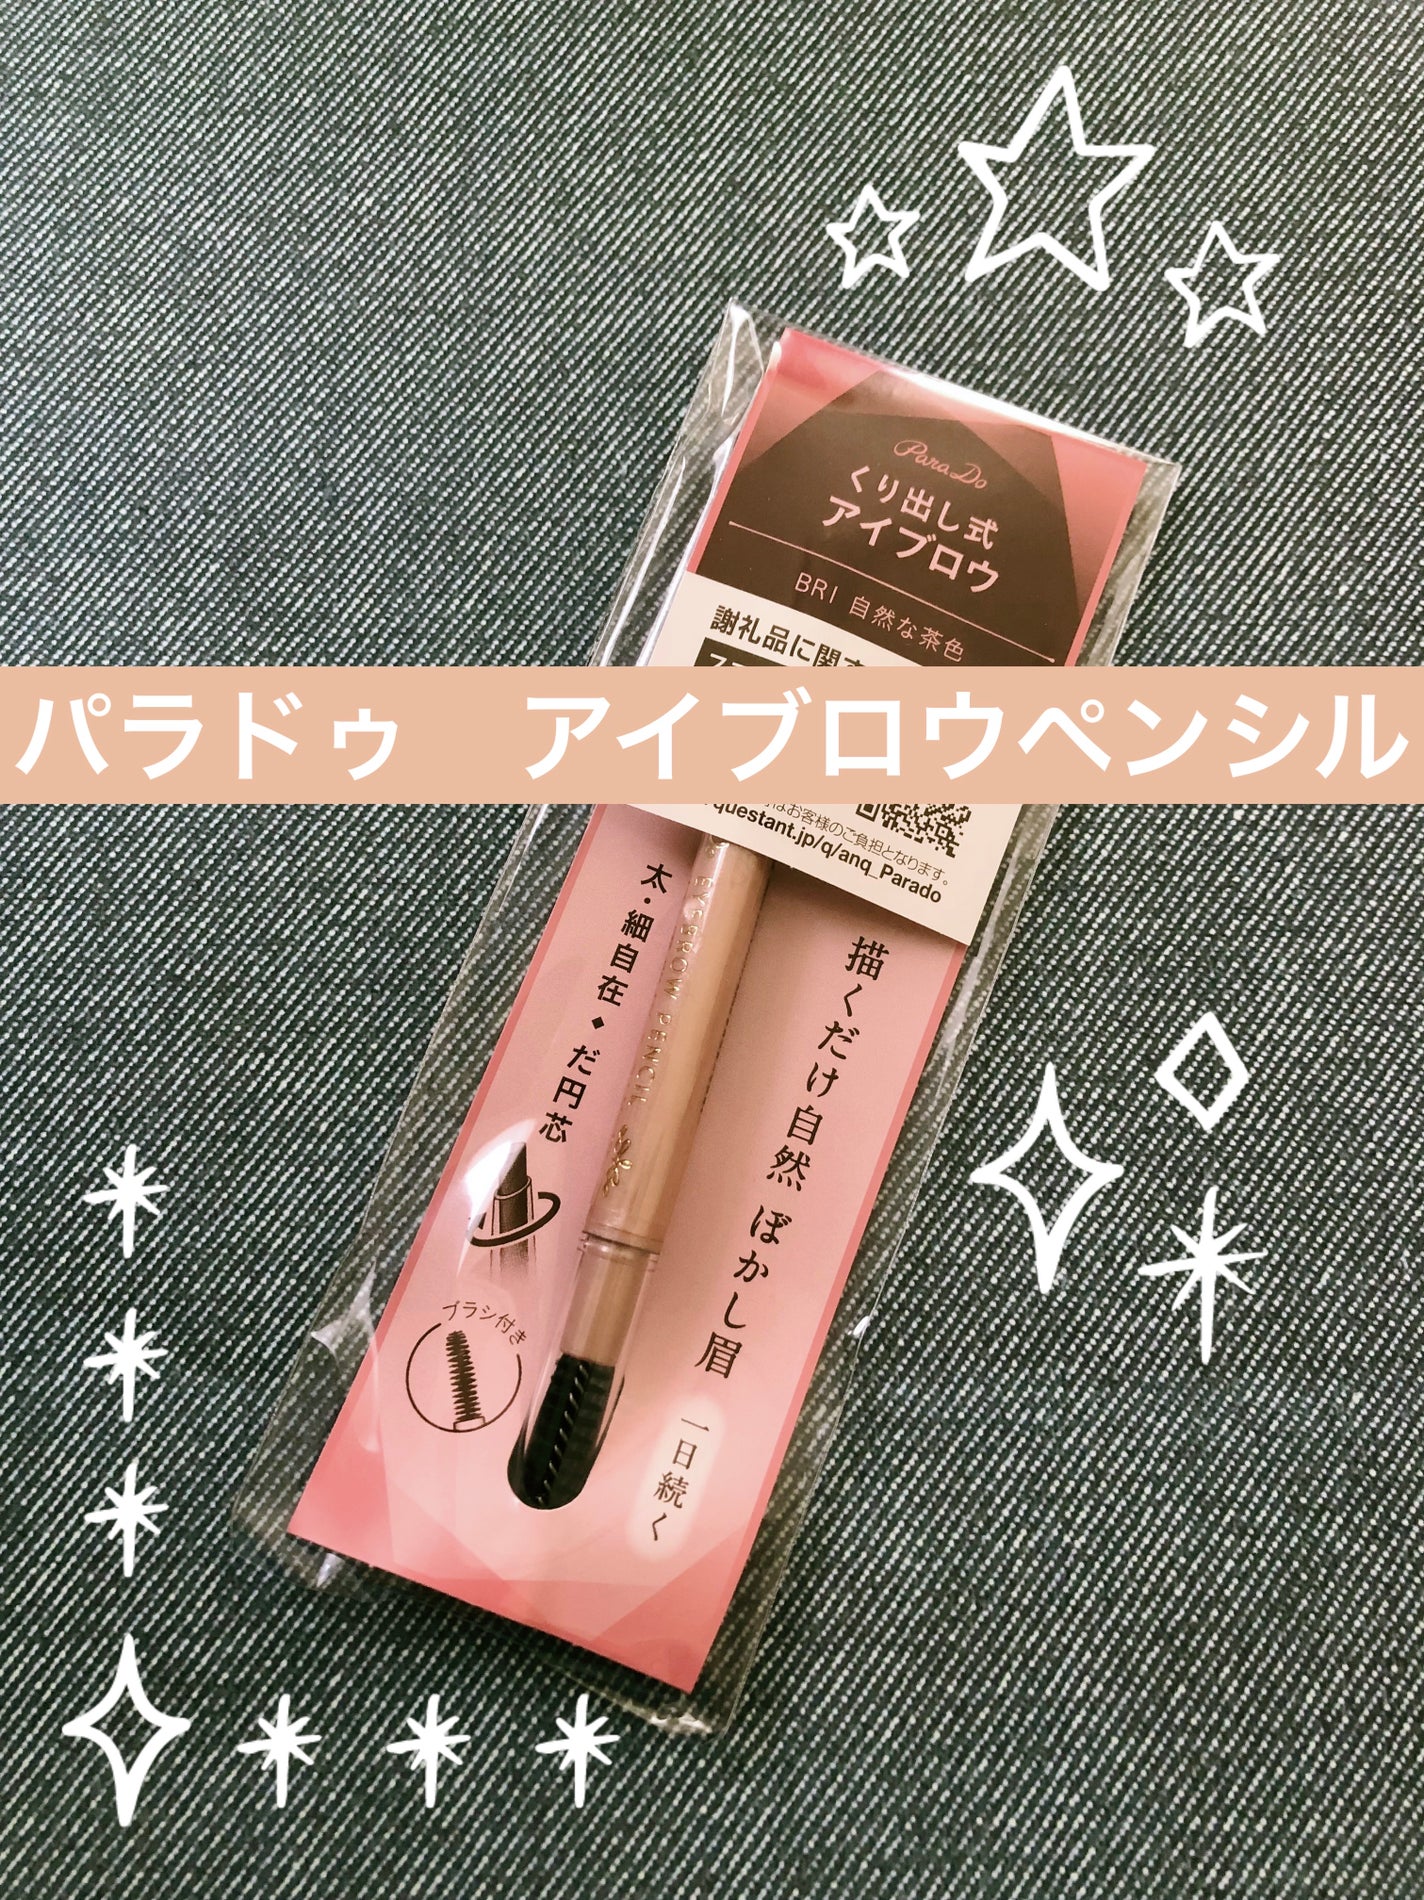 ParaDo
くり出し式
アイブロウ
BR1 自然な茶色
謝礼品に関
パラドゥ　アイブロウペンシル
はお客様のご負担となります。
questant.jp/q/anq_Parado
EYEBROW PENCIL
太・細自在◆だ円芯
描くだけ自然 ぼかし眉
ブラシ付き
一日続く